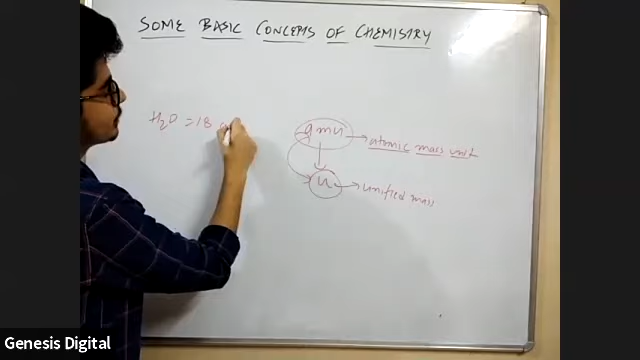 SOME BASIC CONCEPTS OF CHEMISTRY
H2O = 18
amu → atomic mass unit
u → unified mass
Genesis Digital